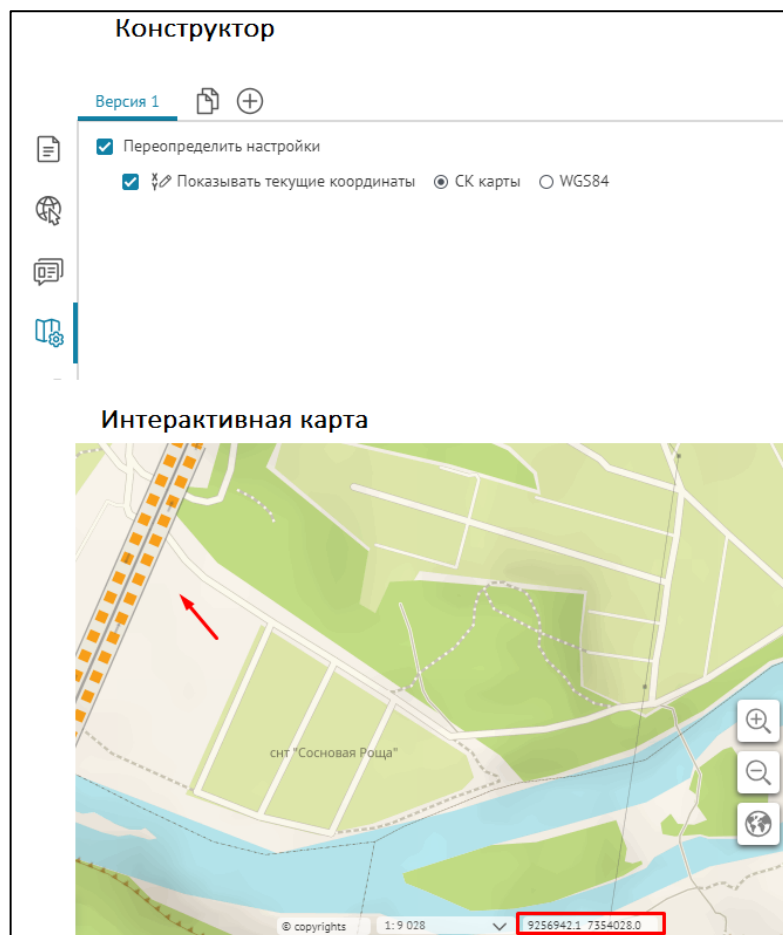 Конструктор
Версия 1
Переопределить настройки
X Y Показывать текущие координаты СК карты WGS84
Интерактивная карта
снт "Сосновая Роща"
© copyrights 1: 9 028 9256942.1 7354028.0